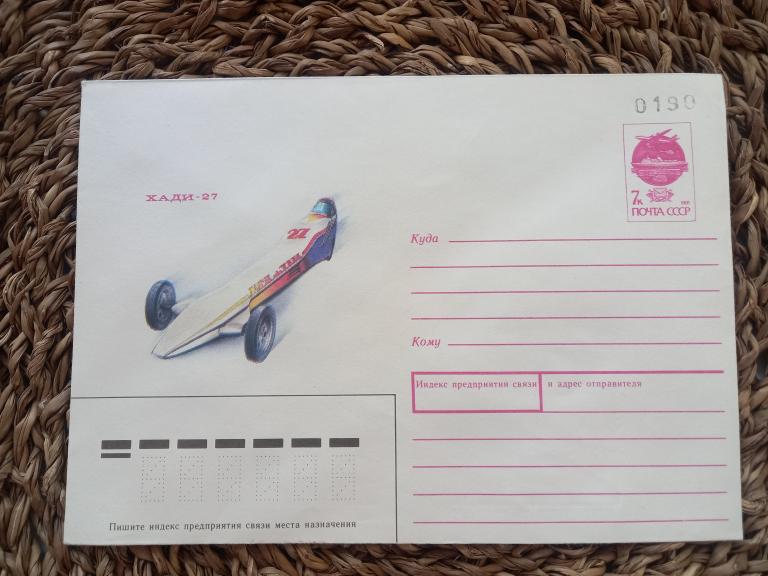 0190
7к
ПОЧТА СССР
ХАДИ-27
27
Куда
Кому
Индекс предприятия связи и адрес отправителя
Пишите индекс предприятия связи места назначения